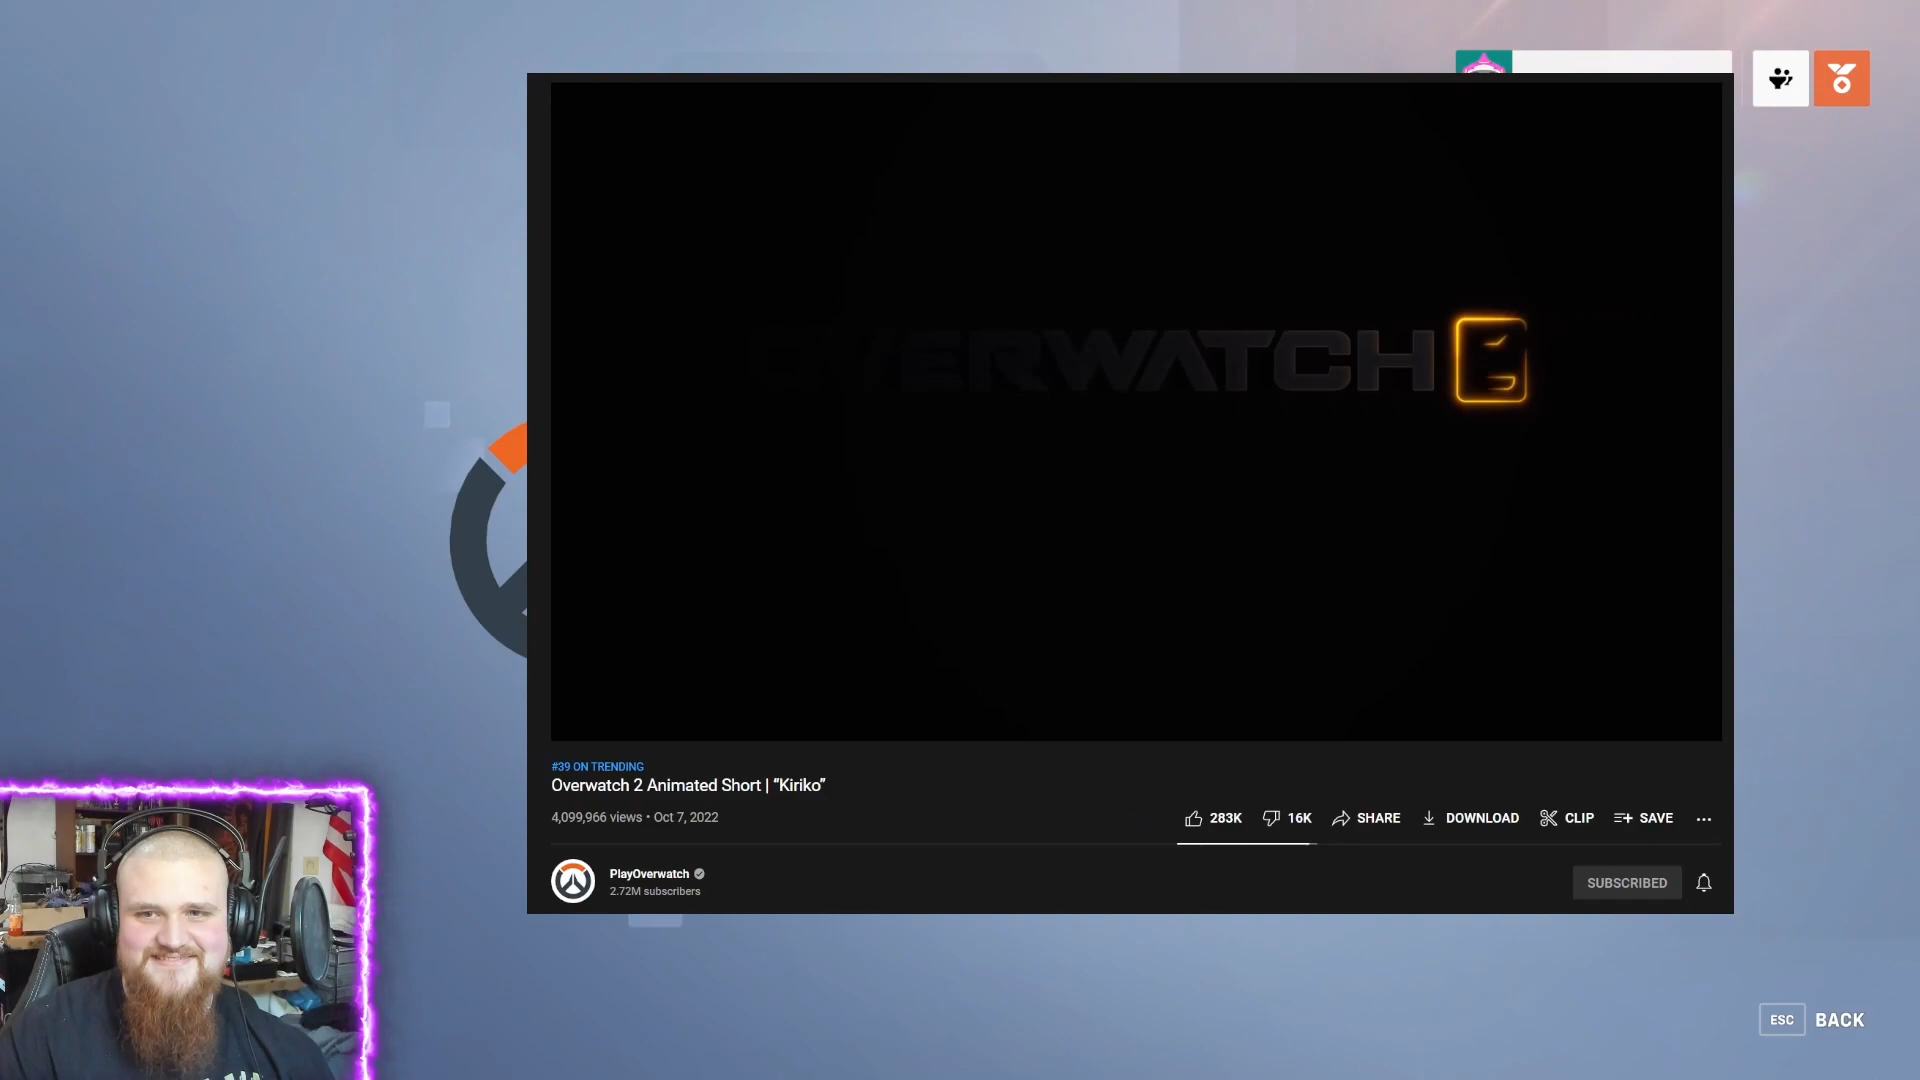 OVERWATCH 2
#39 ON TRENDING
Overwatch 2 Animated Short | “Kiriko”
4,099,966 views • Oct 7, 2022
283K 16K SHARE DOWNLOAD CLIP SAVE ...
PlayOverwatch
2.72M subscribers
SUBSCRIBED
ESC BACK